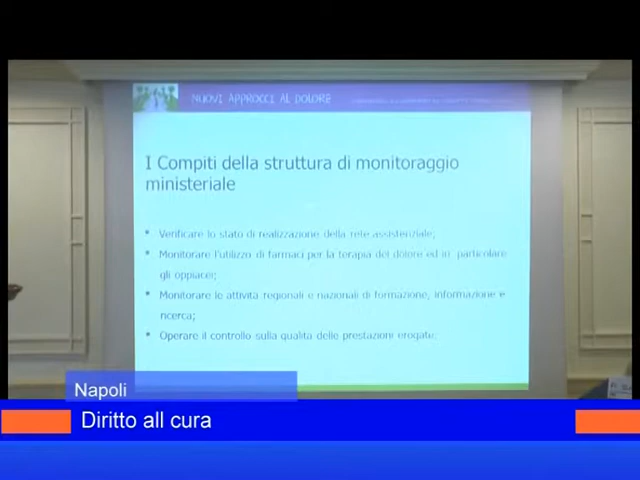 NUOVI APPROCCI AL DOLORE
I Compiti della struttura di monitoraggio
ministeriale
• Verificare lo stato di realizzazione della rete assistenziale;
• Monitorare l'utilizzo di farmaci per la terapia del dolore ed in particolare
gli oppiacei;
• Monitorare le attività regionali e nazionali di formazione, informazione e
ricerca;
• Operare il controllo sulla qualità delle prestazioni erogate;
Napoli
Diritto all cura